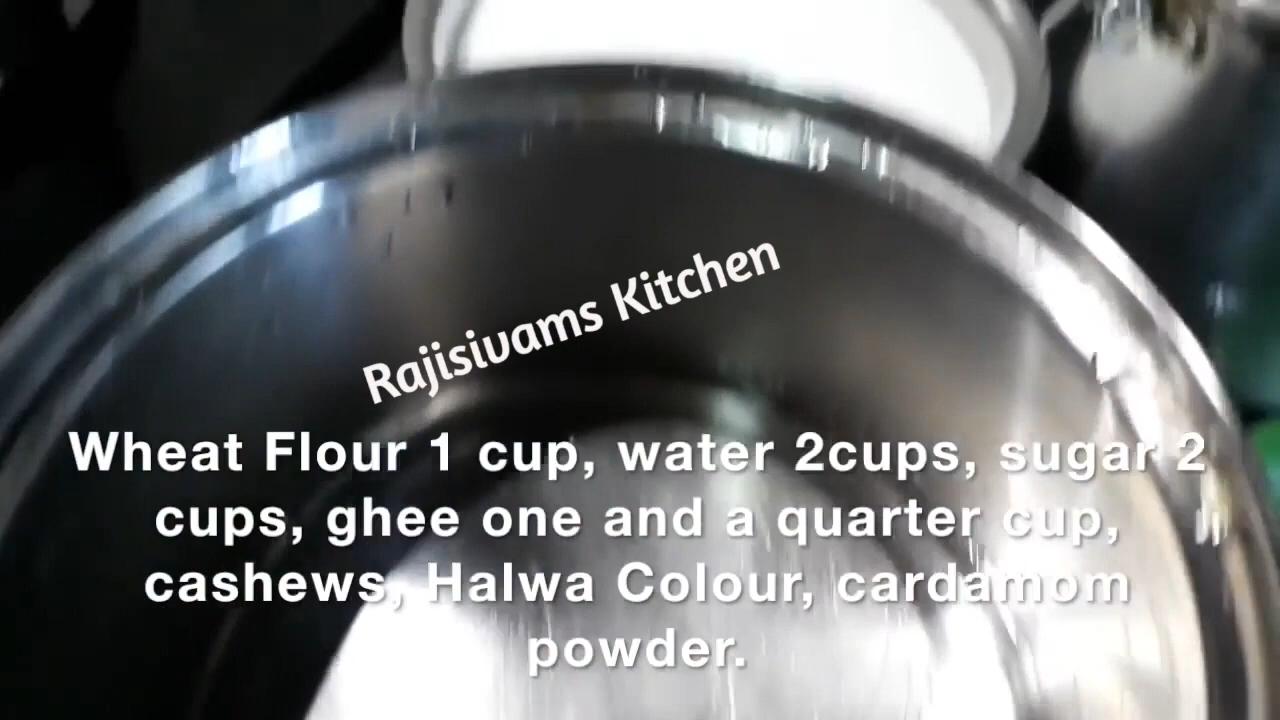 Rajisivams Kitchen
Wheat Flour 1 cup, water 2cups, sugar 2
cups, ghee one and a quarter cup,
cashews, Halwa Colour, cardamom
powder.